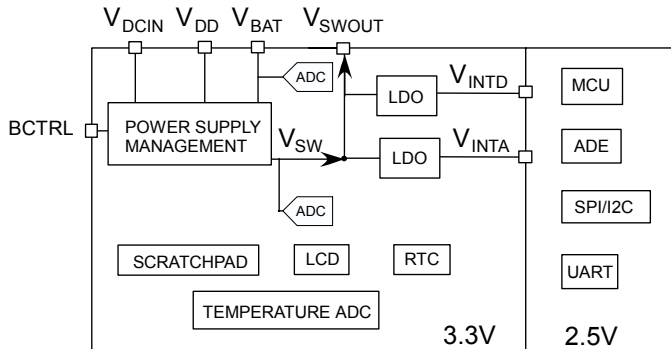 VDCIN VDD VBAT VSWOUT
ADC
LDO
VINTD
MCU
BCTRL
POWER SUPPLY
MANAGEMENT
VSW
LDO
VINTA
ADE
ADC
SPI/I2C
SCRATCHPAD
LCD
RTC
UART
TEMPERATURE ADC
3.3V
2.5V